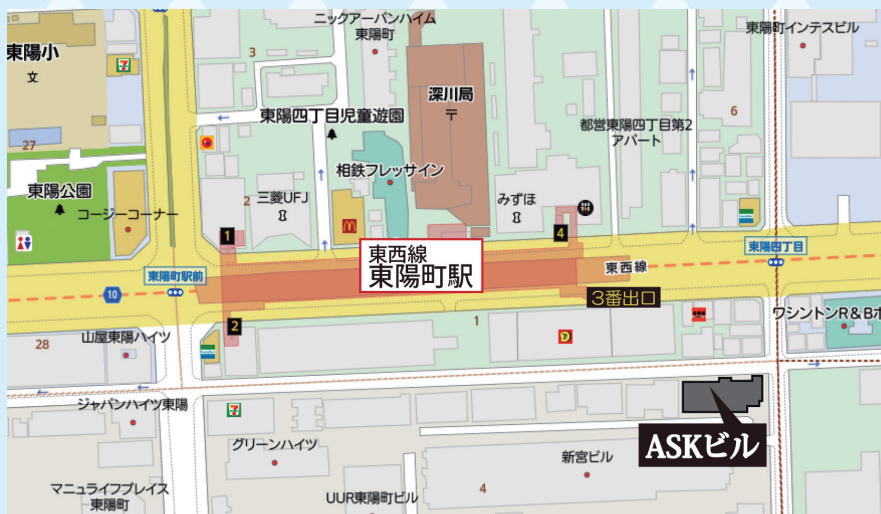 ニックアーバンハイム
東陽町
東陽町インテスビル
東陽小
文
3
深川局
6
東陽四丁目児童遊園
都営東陽四丁目第2
アパート
27
相鉄フレッサイン
東陽公園
2
三菱UFJ
みずほ
コージーコーナー
1
4
東西線
東陽町駅
東陽四丁目
東西線
東陽町駅前
10
3番出口
2
1
ワシントンR&Bホ
28
山屋東陽ハイツ
ジャパンハイツ東陽
グリーンハイツ
ASKビル
新宮ビル
マニュライフプレイス
東陽町
UUR東陽町ビル
4